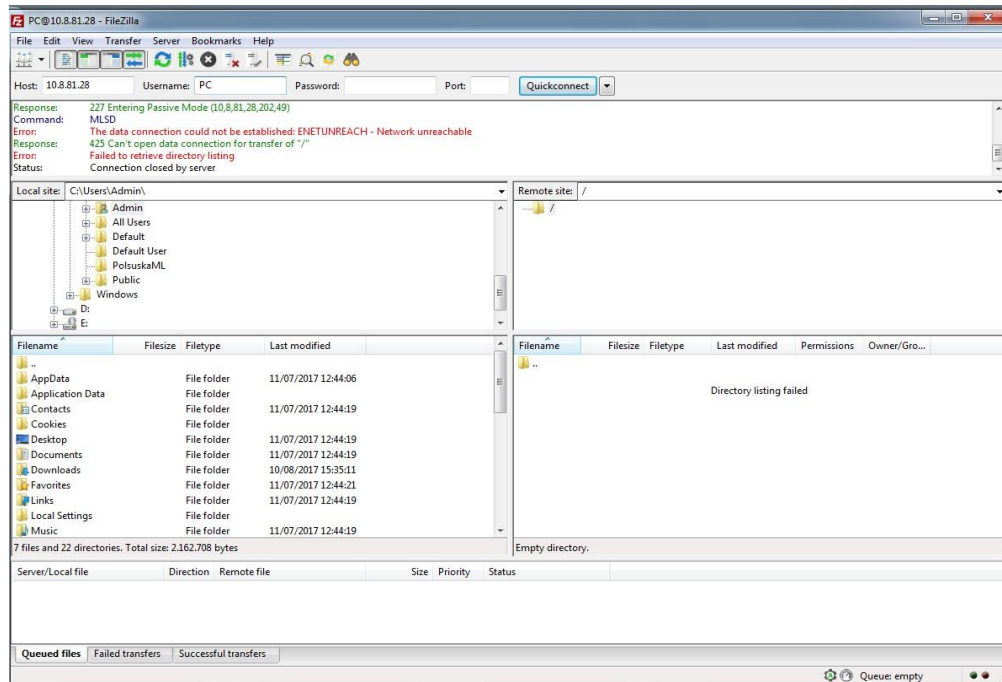 PC@10.8.81.28 - FileZilla
File Edit View Transfer Server Bookmarks Help
Host: 10.8.81.28 Username: PC Password: Port: Quickconnect
Response: 227 Entering Passive Mode (10,8,81,28,202,49)
Command: MLSD
Error: The data connection could not be established: ENETUNREACH - Network unreachable
Response: 425 Can't open data connection for transfer of "/"
Error: Failed to retrieve directory listing
Status: Connection closed by server
Local site: C:\Users\Admin\
Admin
All Users
Default
Default User
PolsuskaML
Public
Windows
D:
E:
Remote site: /
/
Filename Filesize Filetype Last modified
..
AppData File folder 11/07/2017 12:44:06
Application Data File folder
Contacts File folder 11/07/2017 12:44:19
Cookies File folder
Desktop File folder 11/07/2017 12:44:19
Documents File folder 11/07/2017 12:44:19
Downloads File folder 10/08/2017 15:35:11
Favorites File folder 11/07/2017 12:44:21
Links File folder 11/07/2017 12:44:19
Local Settings File folder
Music File folder 11/07/2017 12:44:19
7 files and 22 directories. Total size: 2.162.708 bytes
Filename Filesize Filetype Last modified Permissions Owner/Gro...
..
Directory listing failed
Empty directory.
Server/Local file Direction Remote file Size Priority Status
Queued files Failed transfers Successful transfers
Queue: empty